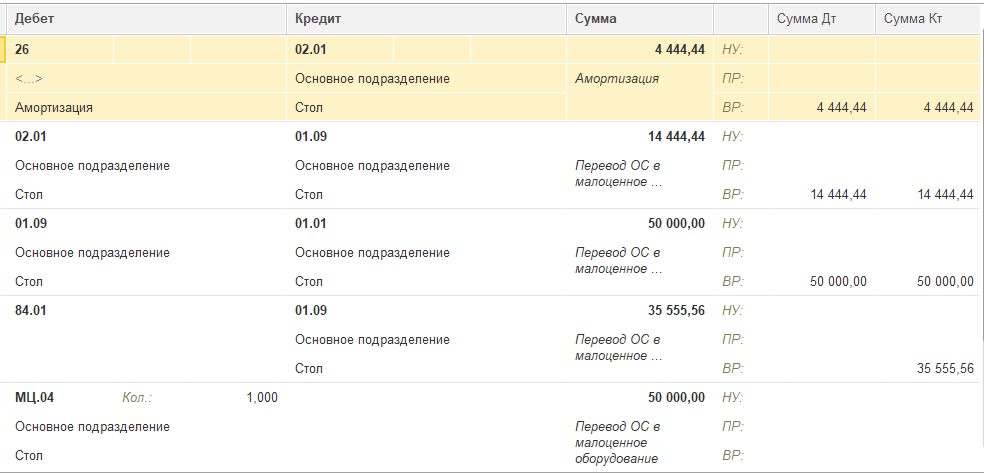 Дебет Кредит Сумма Сумма Дт Сумма Кт
26 02.01 4 444,44 НУ:
<...> Основное подразделение Амортизация ПР:
Амортизация Стол ВР: 4 444,44 4 444,44
02.01 01.09 14 444,44 НУ:
Основное подразделение Основное подразделение Перевод ОС в ПР:
малоценное ...
Стол Стол ВР: 14 444,44 14 444,44
01.09 01.01 50 000,00 НУ:
Основное подразделение Основное подразделение Перевод ОС в ПР:
малоценное ...
Стол Стол ВР: 50 000,00 50 000,00
84.01 01.09 35 555,56 НУ:
Основное подразделение Перевод ОС в ПР:
малоценное ...
Стол ВР: 35 555,56
МЦ.04 Кол.: 1,000 50 000,00 НУ:
Основное подразделение Перевод ОС в ПР:
малоценное
Стол оборудование ВР: